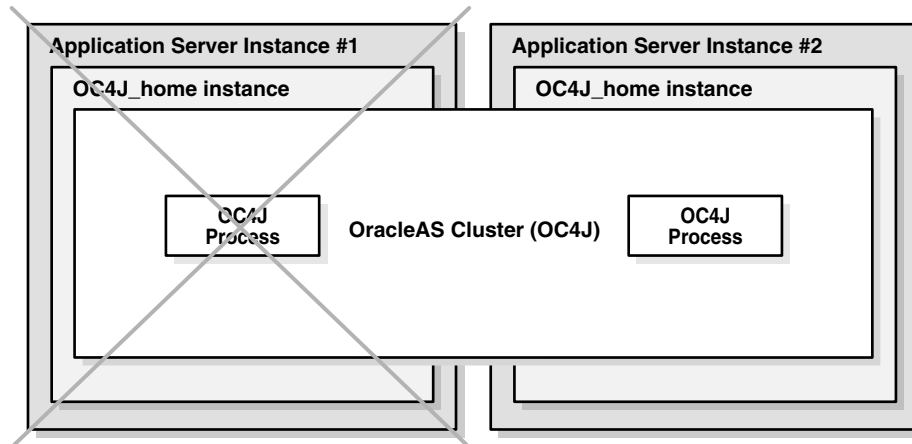 Application Server Instance #1
Application Server Instance #2
OC4J_home instance
OC4J_home instance
OC4J
Process
OracleAS Cluster (OC4J)
OC4J
Process